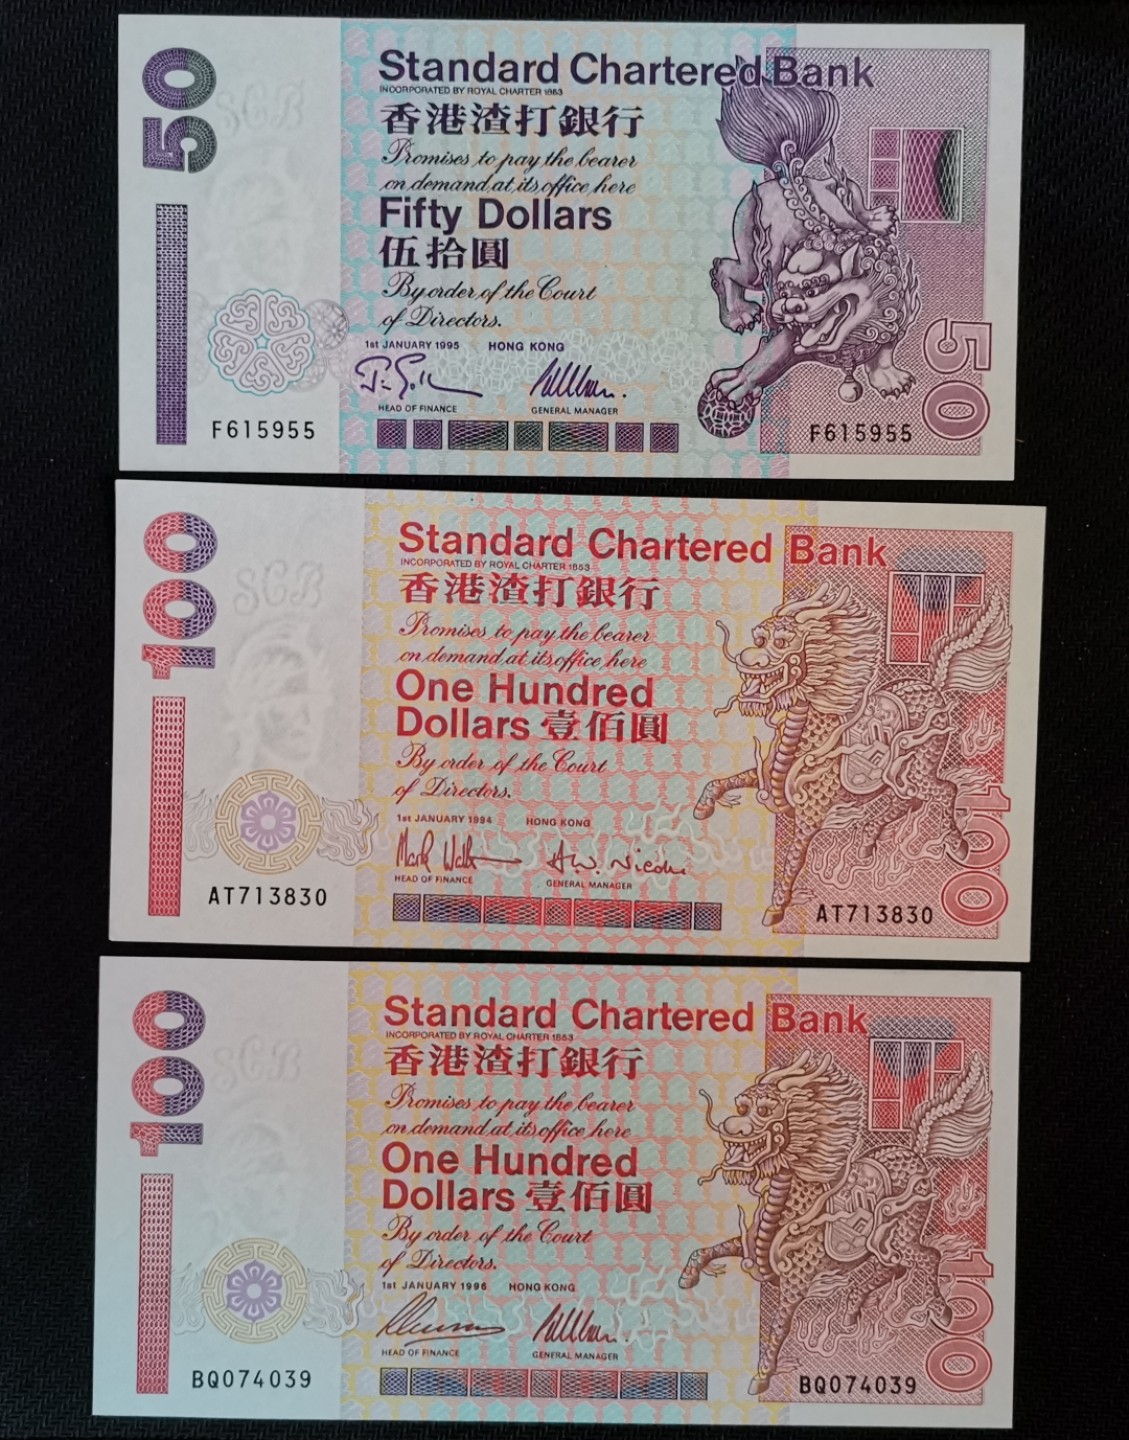 50
SCB
Standard Chartered Bank
INCORPORATED BY ROYAL CHARTER 1853
香港渣打銀行
Promises to pay the bearer
on demand at its office here
Fifty Dollars
伍拾圓
By order of the Court
of Directors.
1st JANUARY 1995 HONG KONG
HEAD OF FINANCE GENERAL MANAGER
F615955
F615955
50
100
SCB
Standard Chartered Bank
INCORPORATED BY ROYAL CHARTER 1853
香港渣打銀行
Promises to pay the bearer
on demand at its office here
One Hundred
Dollars 壹佰圓
By order of the Court
of Directors.
1st JANUARY 1994 HONG KONG
HEAD OF FINANCE GENERAL MANAGER
AT713830
AT713830
100
100
SCB
Standard Chartered Bank
INCORPORATED BY ROYAL CHARTER 1853
香港渣打銀行
Promises to pay the bearer
on demand at its office here
One Hundred
Dollars 壹佰圓
By order of the Court
of Directors.
1st JANUARY 1996 HONG KONG
HEAD OF FINANCE GENERAL MANAGER
BQ074039
BQ074039
100